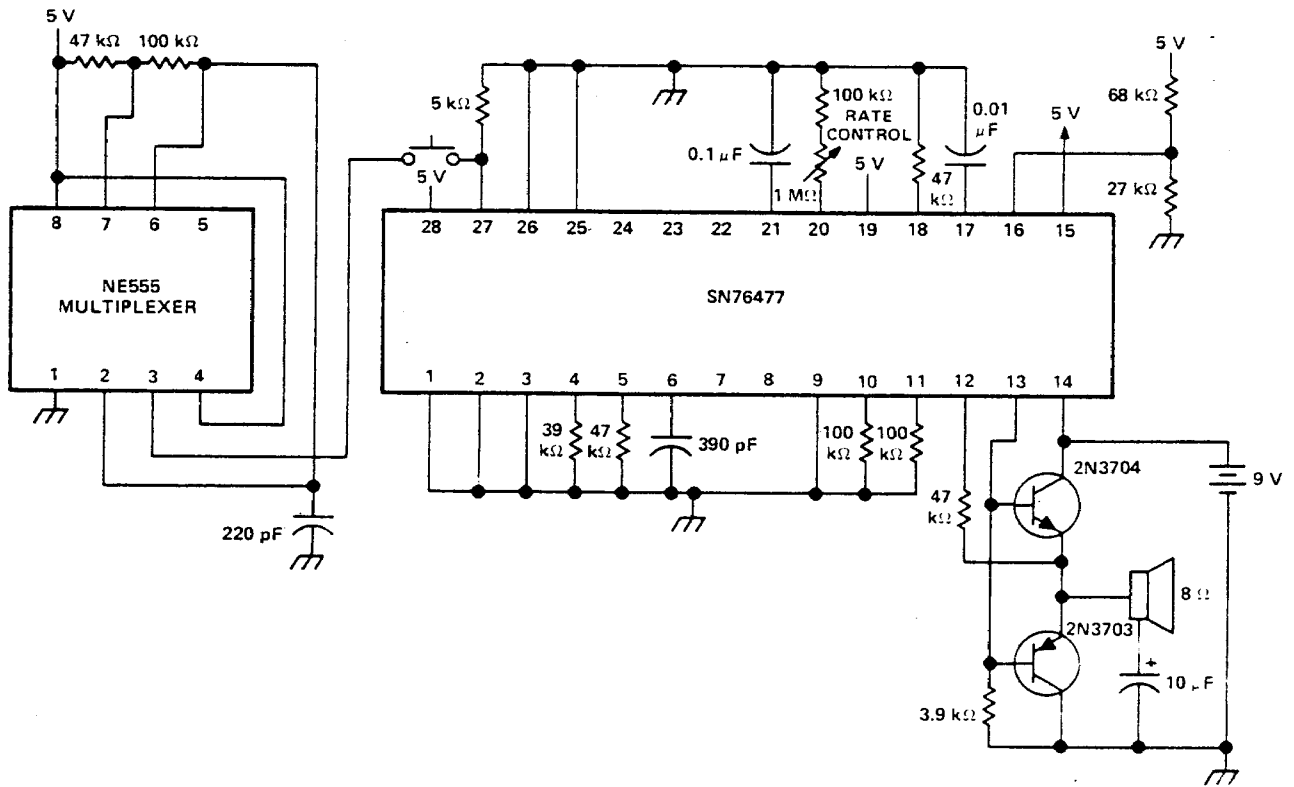 5 V
47 kΩ 100 kΩ
8 7 6 5
NE555
MULTIPLEXER
1 2 3 4
220 pF
5 kΩ
5 V
0.1 μF
100 kΩ
RATE
CONTROL
1 MΩ
5 V
47
kΩ
0.01
μF
5 V
5 V
68 kΩ
27 kΩ
28 27 26 25 24 23 22 21 20 19 18 17 16 15
SN76477
1 2 3 4 5 6 7 8 9 10 11 12 13 14
39
kΩ
47
kΩ
390 pF
100
kΩ
100
kΩ
47
kΩ
2N3704
9 V
8 Ω
2N3703
+
10 μF
3.9 kΩ